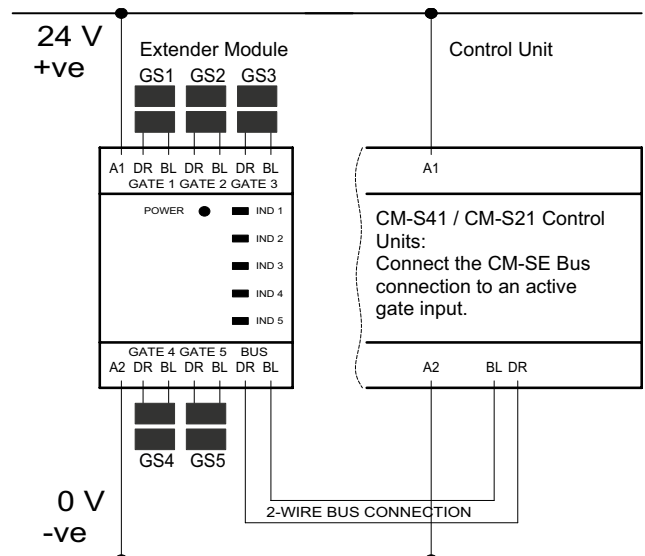 24 V
+ve
Extender Module
Control Unit
GS1 GS2 GS3
A1 DR BL DR BL DR BL
GATE 1 GATE 2 GATE 3
A1
POWER
IND 1
IND 2
IND 3
IND 4
IND 5
CM-S41 / CM-S21 Control
Units:
Connect the CM-SE Bus
connection to an active
gate input.
GATE 4 GATE 5 BUS
A2 DR BL DR BL DR BL
A2 BL DR
GS4 GS5
0 V
-ve
2-WIRE BUS CONNECTION